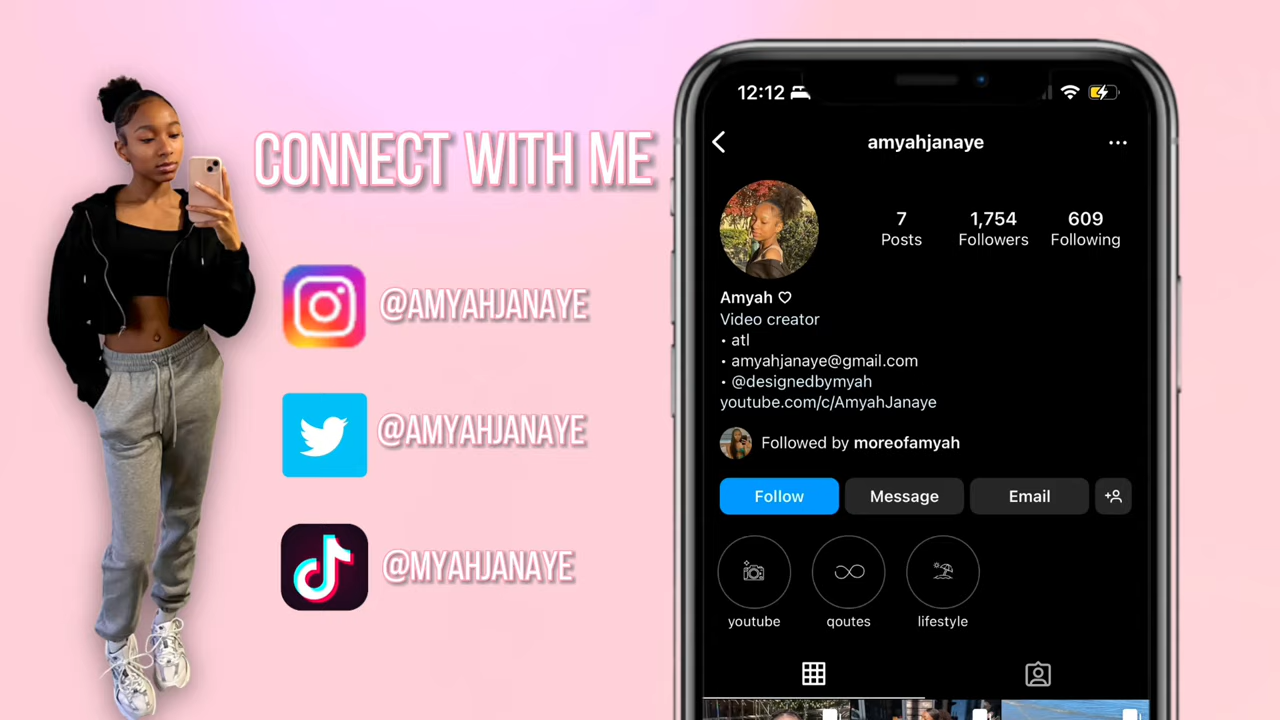 CONNECT WITH ME
@AMYAHJANAYE
@AMYAHJANAYE
@MYAHJANAYE
12:12
amyahjanaye
7 1,754 609
Posts Followers Following
Amyah
Video creator
• atl
• amyahjanaye@gmail.com
• @designedbymyah
youtube.com/c/AmyahJanaye
Followed by moreofamyah
Follow Message Email
youtube qoutes lifestyle